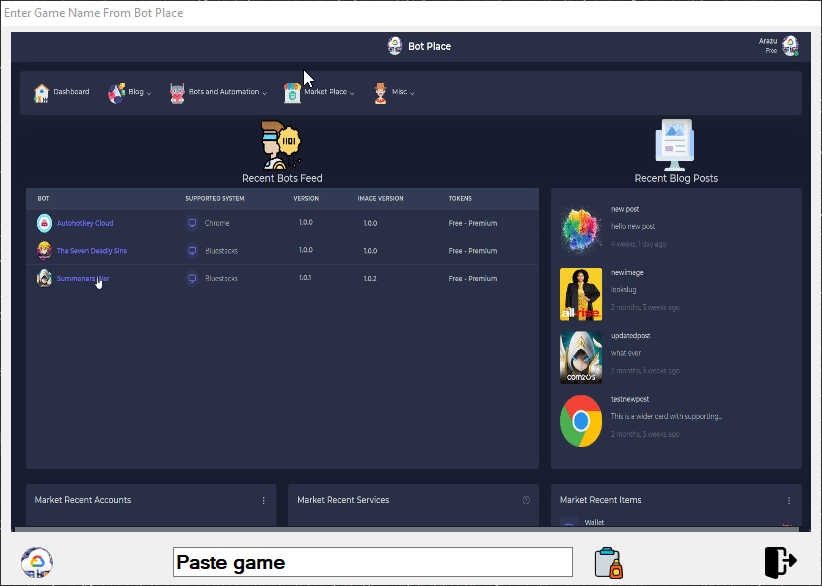 Enter Game Name From Bot Place
Bot Place
Arazu
Free
Dashboard
Blog
Bots and Automation
Market Place
Misc
Recent Bots Feed
Recent Blog Posts
BOT SUPPORTED SYSTEM VERSION IMAGE VERSION TOKENS
Autohotkey Cloud Chrome 1.0.0 1.0.0 Free - Premium
The Seven Deadly Sins Bluestacks 1.0.0 1.0.0 Free - Premium
Summoners War Bluestacks 1.0.1 1.0.2 Free - Premium
new post
hello new post
4 weeks, 1 day ago
newimage
lookslug
2 months, 3 weeks ago
all rise
updatedpost
what ever
2 months, 3 weeks ago
com2us
testnewpost
This is a wider card with supporting...
2 months, 3 weeks ago
Market Recent Accounts
Market Recent Services
Market Recent Items
Wallet
Paste game